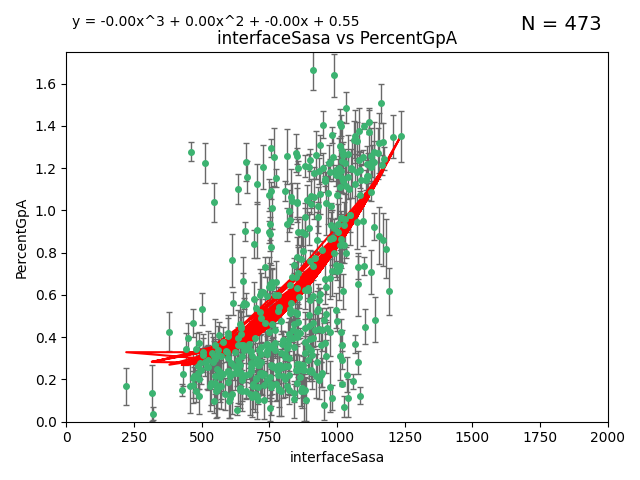 y = -0.00x^3 + 0.00x^2 + -0.00x + 0.55
N = 473
interfaceSasa vs PercentGpA
PercentGpA
1.6
1.4
1.2
1.0
0.8
0.6
0.4
0.2
0.0
0 250 500 750 1000 1250 1500 1750 2000
interfaceSasa